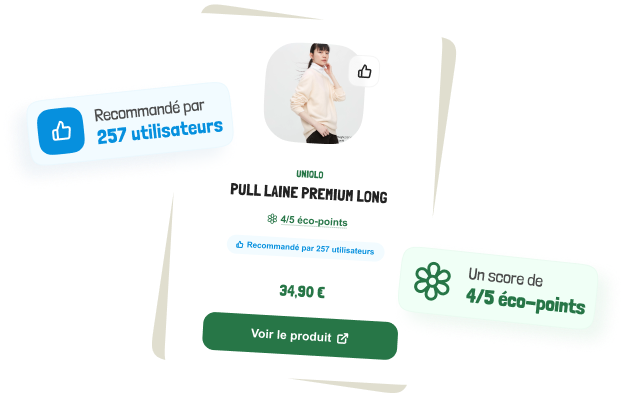 Recommandé par
257 utilisateurs
UNIQLO
PULL LAINE PREMIUM LONG
4/5 éco-points
Recommandé par 257 utilisateurs
34,90 €
Voir le produit
Un score de
4/5 éco-points